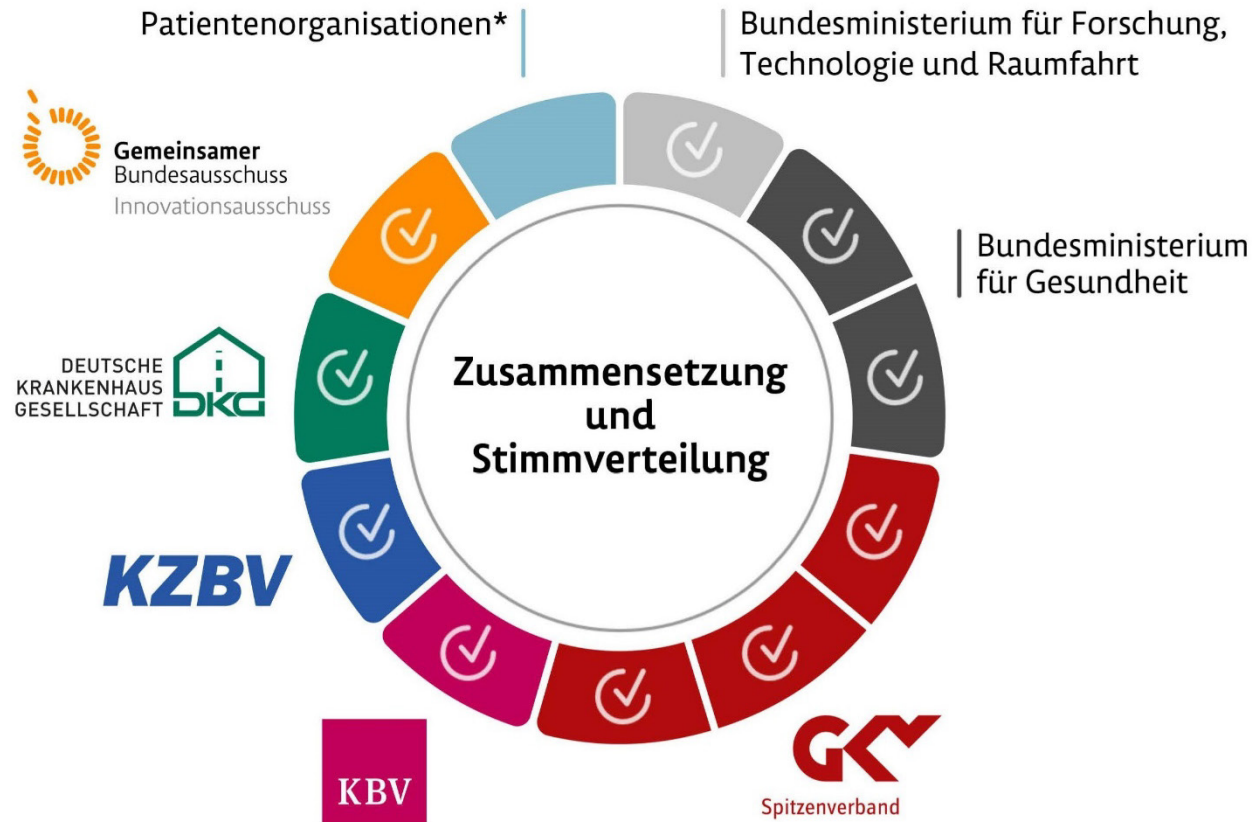 Patientenorganisationen*
Bundesministerium für Forschung,
Technologie und Raumfahrt
Gemeinsamer
Bundesausschuss
Innovationsausschuss
Bundesministerium
für Gesundheit
DEUTSCHE
KRANKENHAUS
GESELLSCHAFT
DKG
Zusammensetzung
und
Stimmverteilung
KZBV
KBV
GKV
Spitzenverband